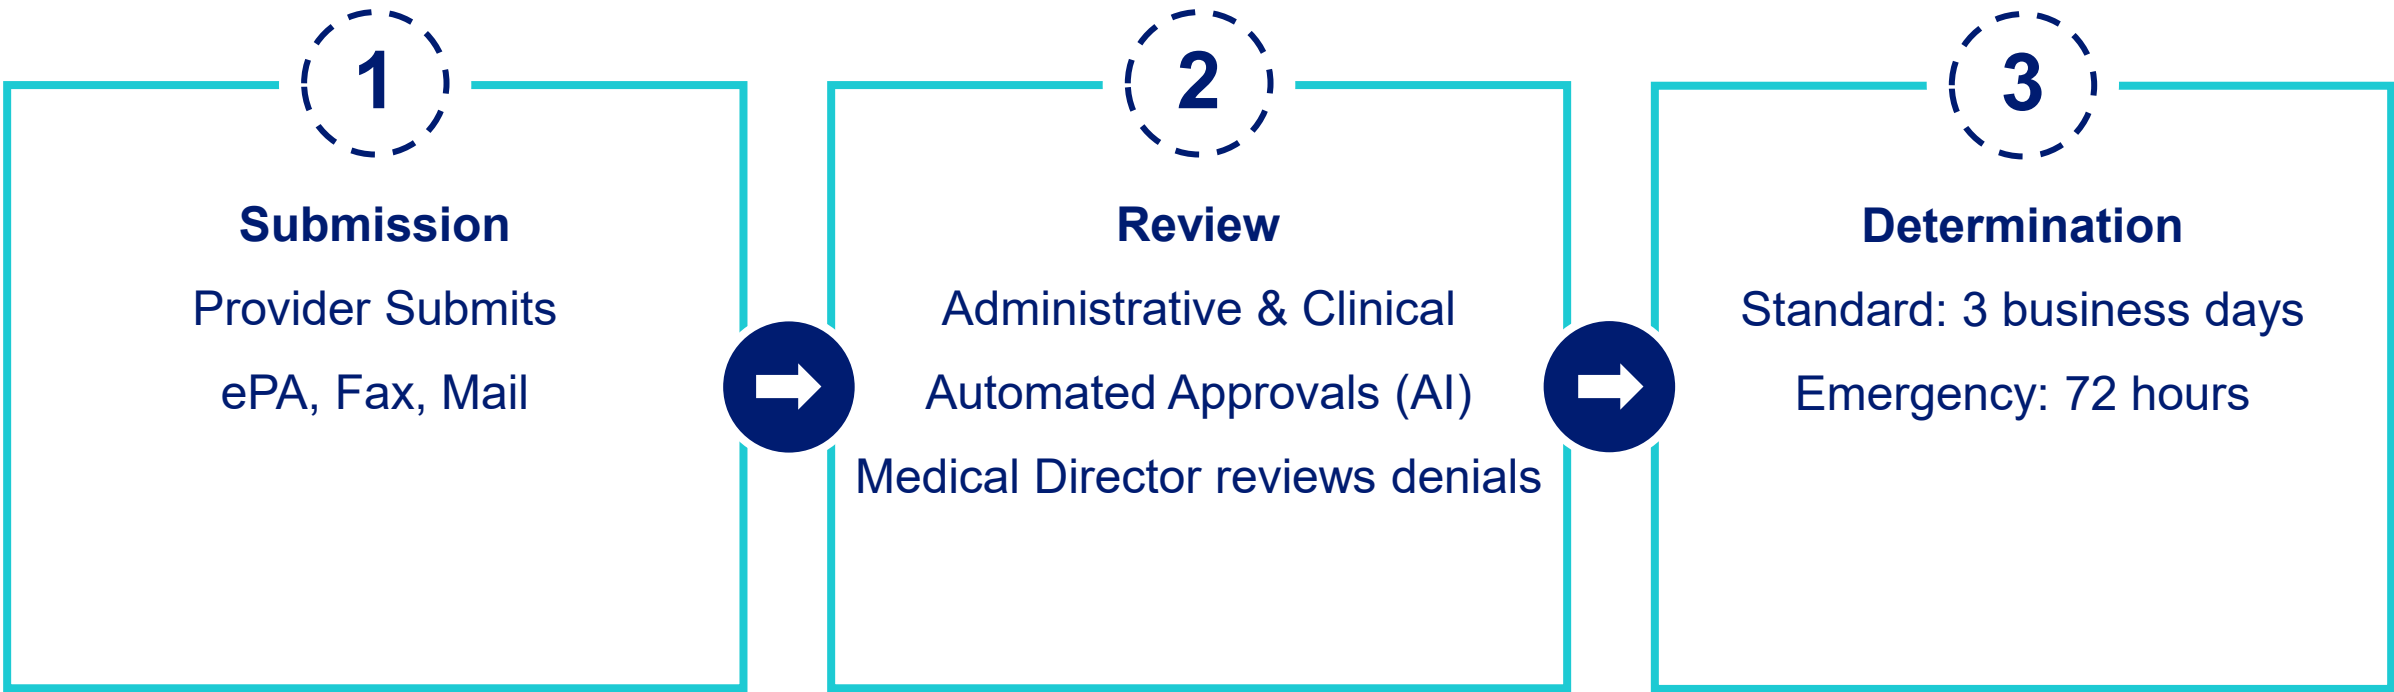 1
Submission
Provider Submits
ePA, Fax, Mail
2
Review
Administrative & Clinical
Automated Approvals (AI)
Medical Director reviews denials
3
Determination
Standard: 3 business days
Emergency: 72 hours